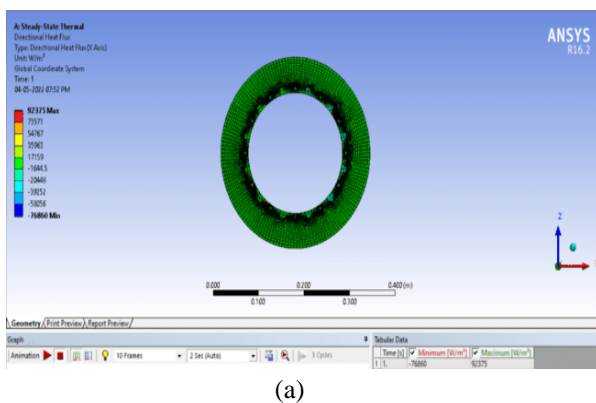 A: Steady-State Thermal
Directional Heat Flux
Type: Directional Heat Flux(X Axis)
Unit: W/m²
Global Coordinate System
Time: 1
04-05-2022 07:52 PM
92375 Max
73571
54767
35963
17159
-1644.5
-20448
-39252
-58056
-76860 Min
ANSYS
R16.2
Z
0.000
0.200
0.400 (m)
0.100
0.300
Geometry Print Preview Report Preview
Graph
Animation
10 Frames
2 Sec (Auto)
3 Cycles
Tabular Data
Time [s] Minimum [W/m²] Maximum [W/m²]
1 1. -76860 92375
(a)